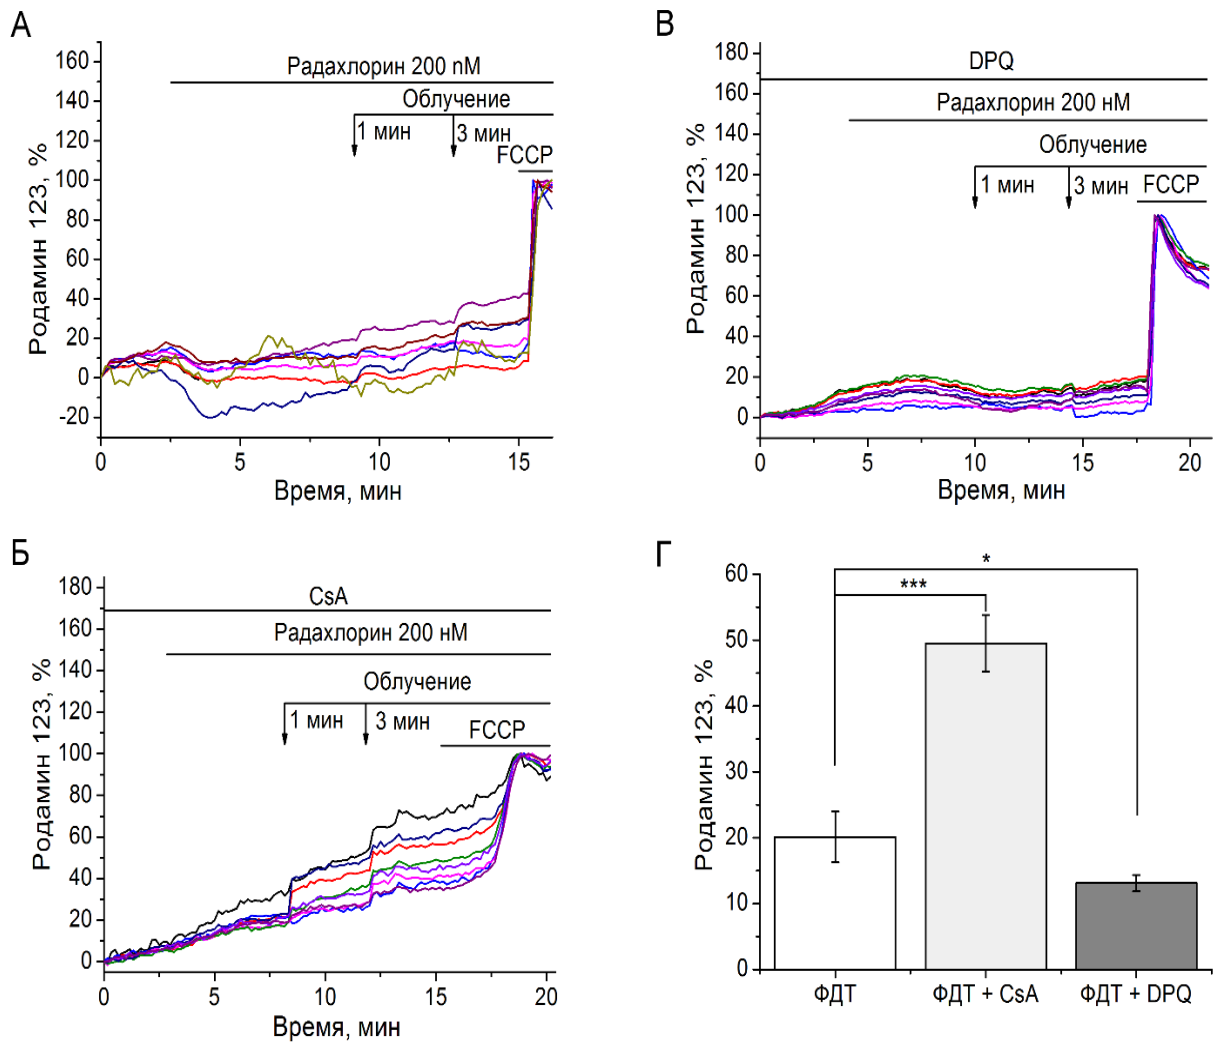 А
160
140
120
100
80
60
40
20
0
-20
Родамин 123, %
Радахлорин 200 nM
Облучение
1 мин
3 мин
FCCP
0
5
10
15
Время, мин
В
180
160
140
120
100
80
60
40
20
0
Родамин 123, %
DPQ
Радахлорин 200 нМ
Облучение
1 мин
3 мин
FCCP
0
5
10
15
20
Время, мин
Б
180
160
140
120
100
80
60
40
20
0
Родамин 123, %
CsA
Радахлорин 200 нМ
Облучение
1 мин
3 мин
FCCP
0
5
10
15
20
Время, мин
Г
60
50
40
30
20
10
0
Родамин 123, %
*
***
ФДТ
ФДТ + CsA
ФДТ + DPQ